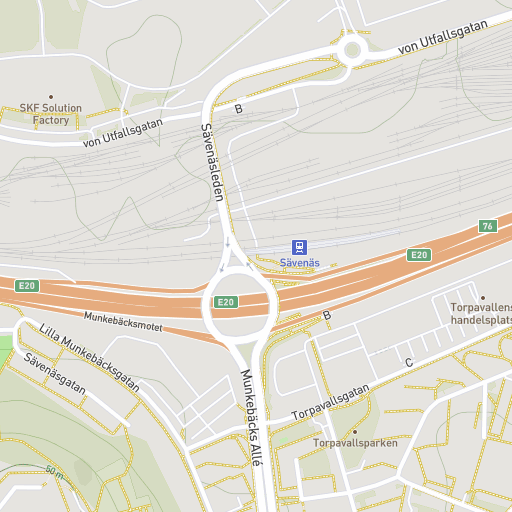 von Utfallsgatan
SKF Solution
Factory
B
von Utfallsgatan
Sävenäsleden
76
Sävenäs
E20
E20
E20
Torpavallens
handelsplats
B
Munkebäcksmotet
Lilla Munkebäcksgatan
Sävenäsgatan
C
Munkebäcks Allé
Torpavallsgatan
Torpavallsparken
50 m